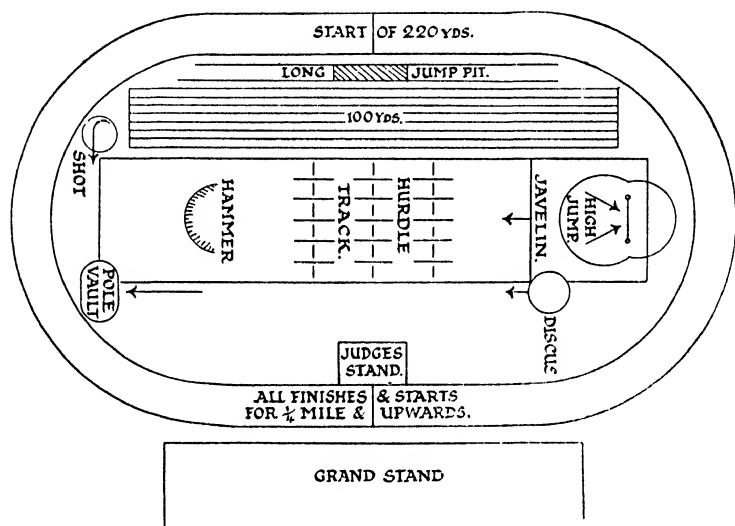 START OF 220 YDS.
LONG JUMP PIT.
100 YDS.
SHOT
HAMMER
TRACK.
HURDLE
JAVELIN.
HIGH
JUMP.
POLE
VAULT
DISCUS
JUDGES
STAND.
ALL FINISHES & STARTS
FOR ¼ MILE & UPWARDS.
GRAND STAND